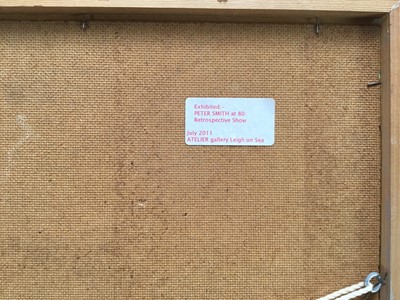 Exhibited:-
PETER SMITH at 80
Retrospective Show
July 2011
ATELIER gallery Leigh on Sea